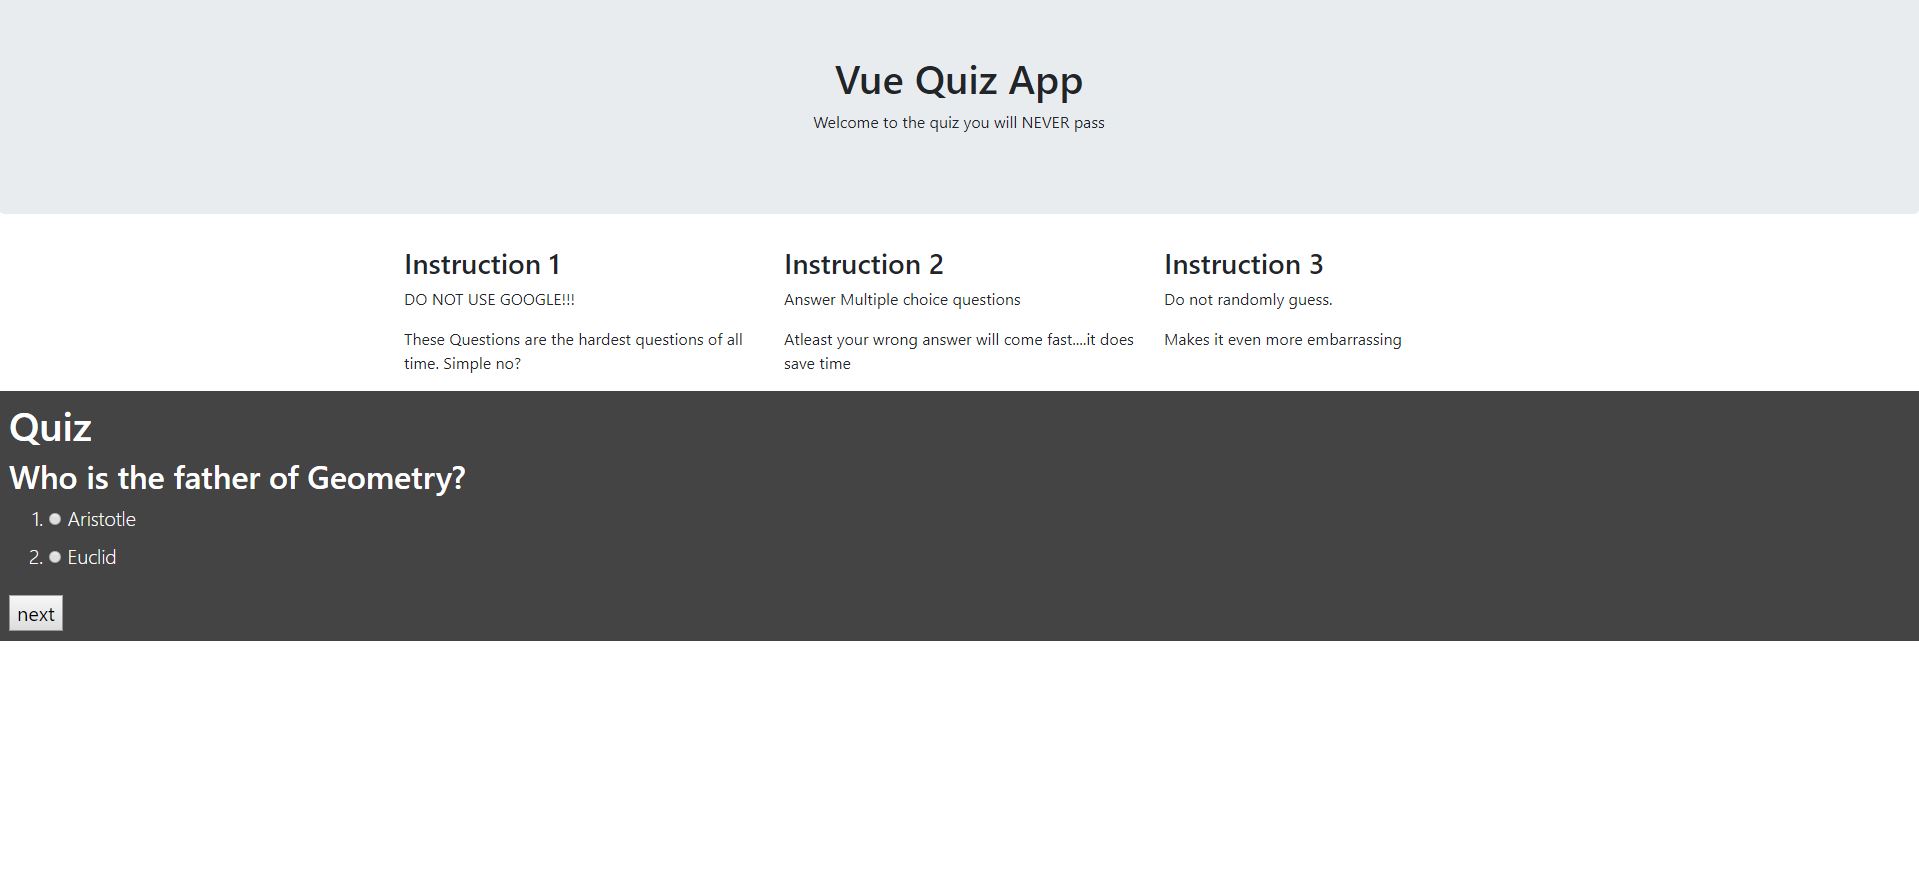 Vue Quiz App
Welcome to the quiz you will NEVER pass
Instruction 1
DO NOT USE GOOGLE!!!
These Questions are the hardest questions of all
time. Simple no?
Instruction 2
Answer Multiple choice questions
Atleast your wrong answer will come fast....it does
save time
Instruction 3
Do not randomly guess.
Makes it even more embarrassing
Quiz
Who is the father of Geometry?
1. Aristotle
2. Euclid
next